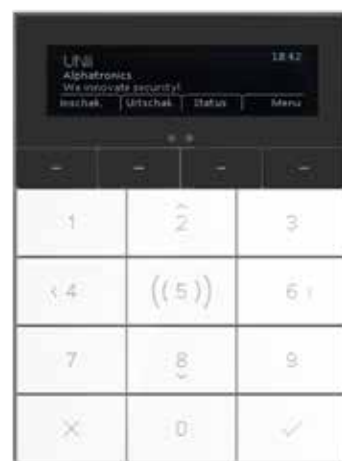 UNii 18:42
Alphatronics
We innovate security!
Inschak. Uitschak. Status Menu
1 2 3
4 ((5)) 6
7 8 9
0